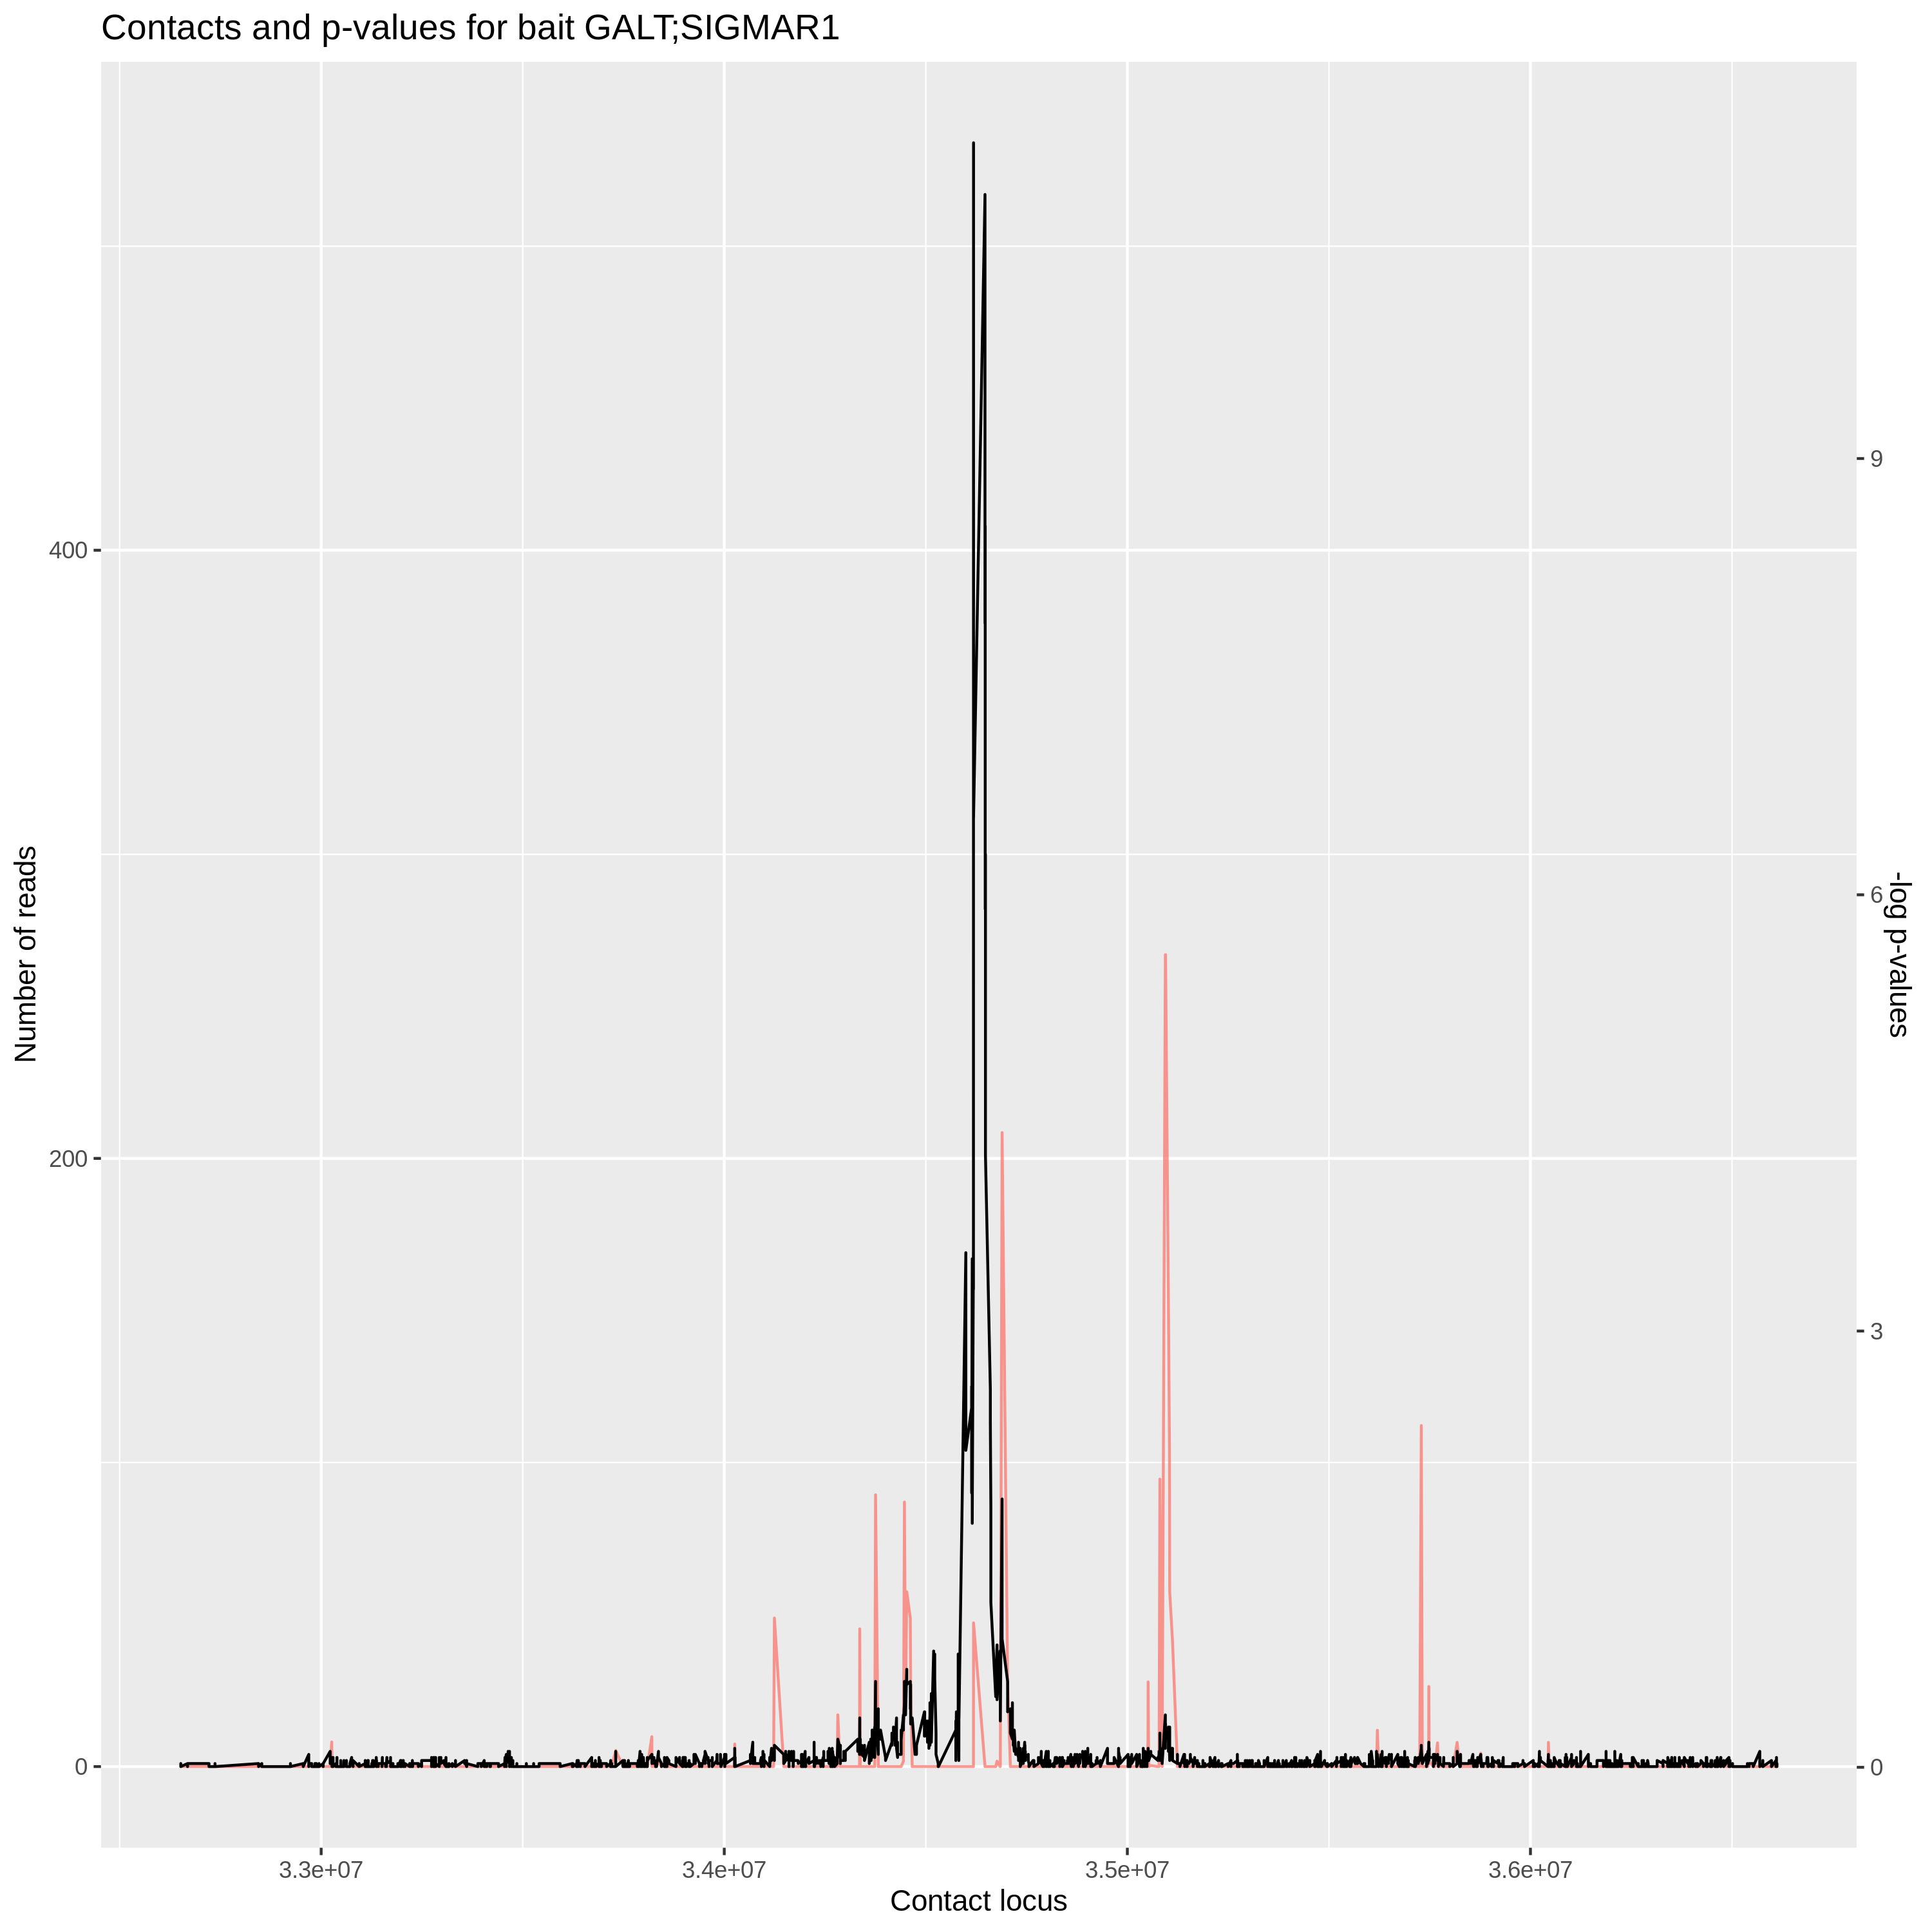 Contacts and p-values for bait GALT;SIGMAR1
Number of reads
400
200
0
9
6
3
0
-log p-values
3.3e+07
3.4e+07
3.5e+07
3.6e+07
Contact locus